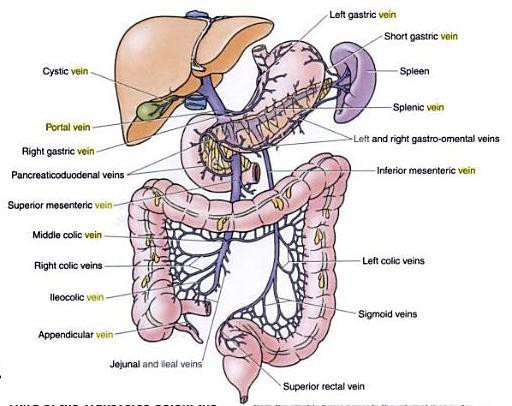 Left gastric vein
Short gastric vein
Cystic vein
Spleen
Portal vein
Splenic vein
Right gastric vein
Left and right gastro-omental veins
Pancreaticoduodenal veins
Inferior mesenteric vein
Superior mesenteric vein
Middle colic vein
Right colic veins
Left colic veins
Ileocolic vein
Sigmoid veins
Appendicular vein
Jejunal and ileal veins
Superior rectal vein